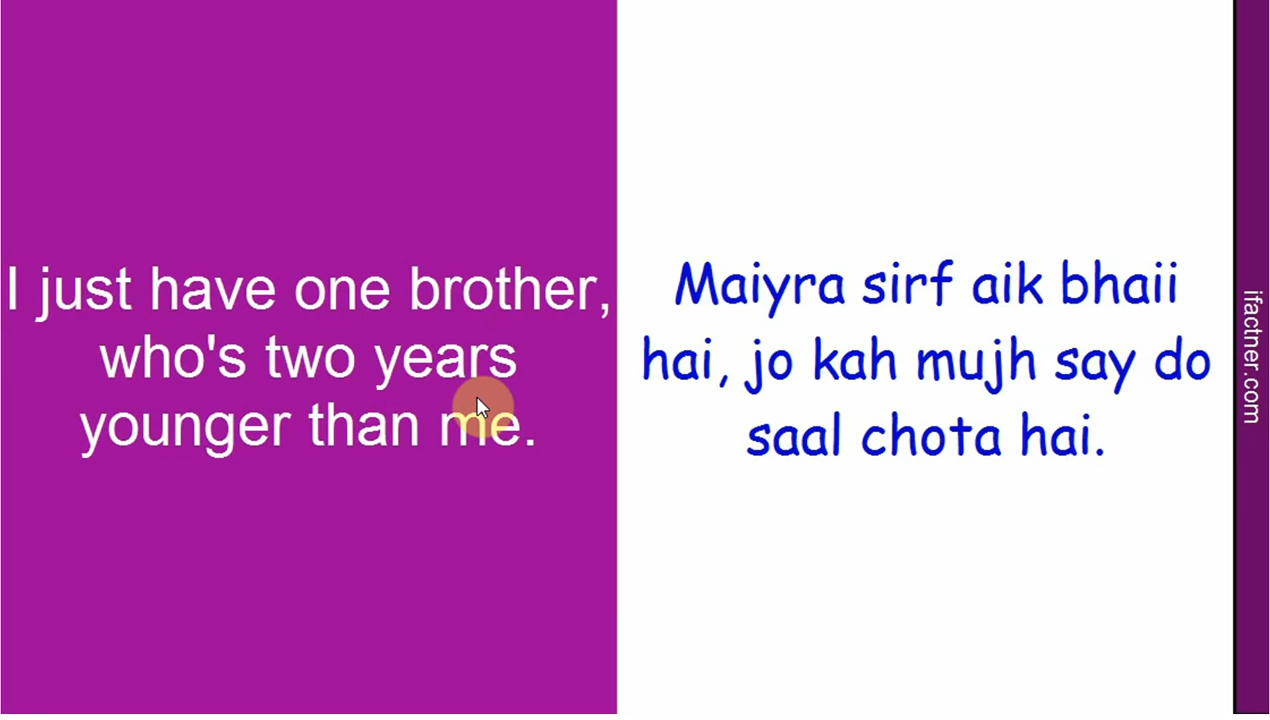 I just have one brother,
who's two years
younger than me.
Maiyra sirf aik bhaii
hai, jo kah mujh say do
saal chota hai.
ifactner.com